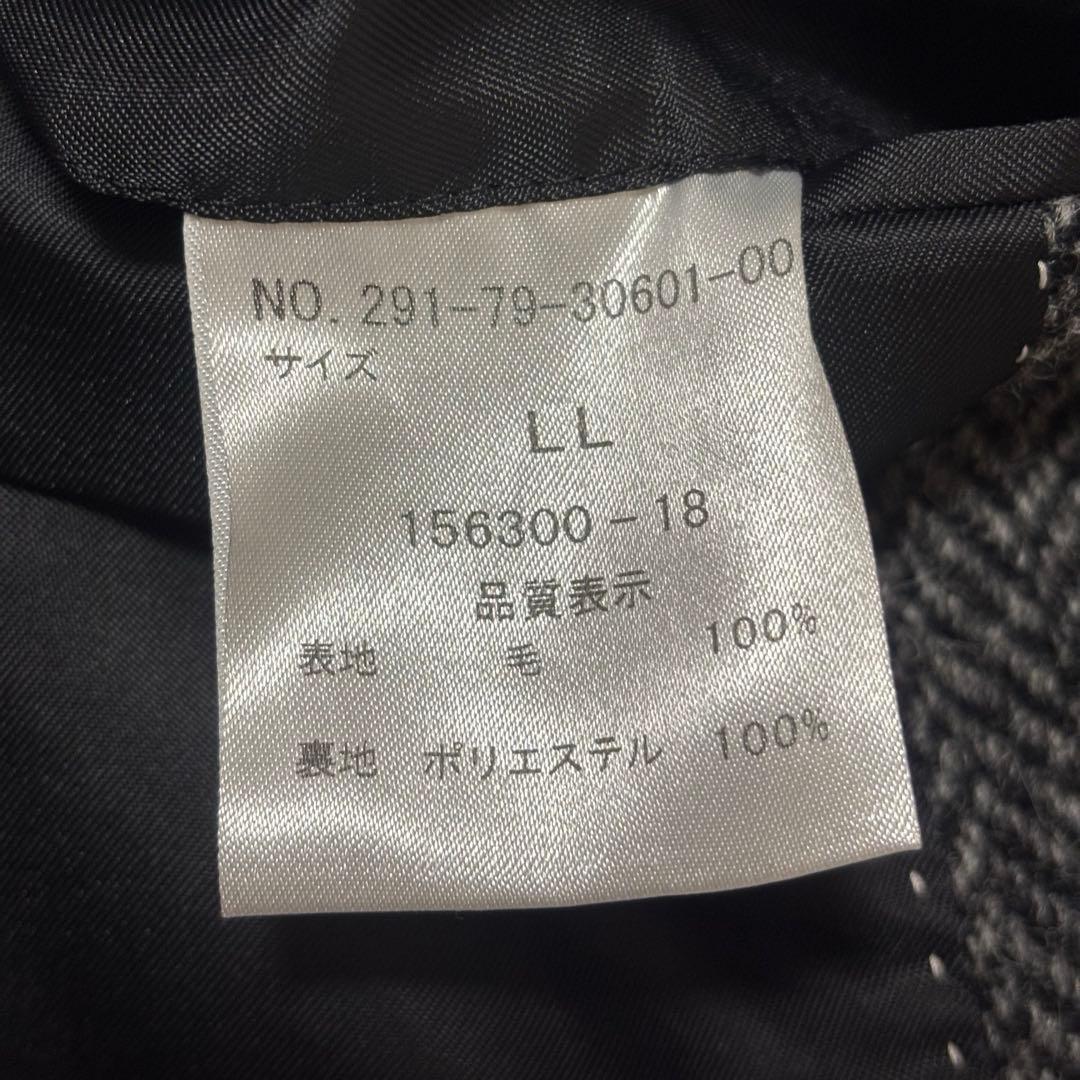 NO. 291-79-30601-00
サイズ
LL
156300-18
品質表示
表地 毛 100%
裏地 ポリエステル 100%